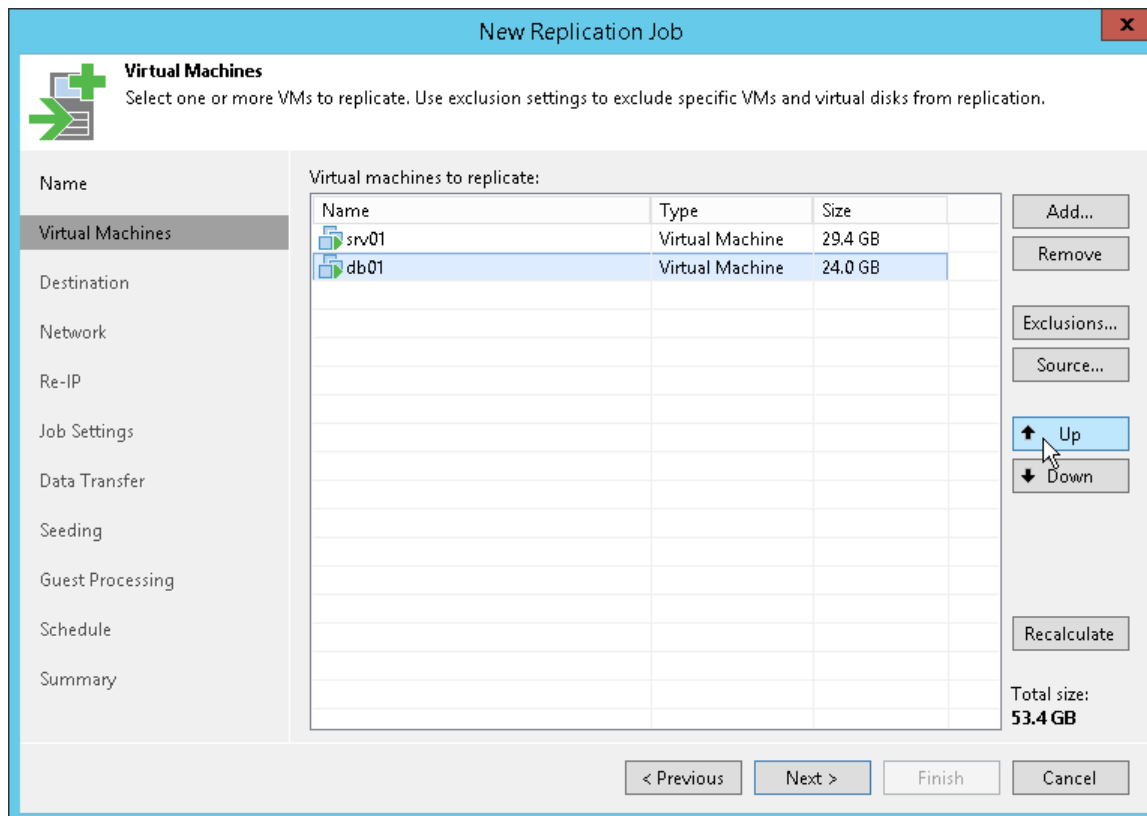 New Replication Job
x
Virtual Machines
Select one or more VMs to replicate. Use exclusion settings to exclude specific VMs and virtual disks from replication.
Name
Virtual Machines
Destination
Network
Re-IP
Job Settings
Data Transfer
Seeding
Guest Processing
Schedule
Summary
Virtual machines to replicate:
Name Type Size
srv01 Virtual Machine 29.4 GB
db01 Virtual Machine 24.0 GB
Add...
Remove
Exclusions...
Source...
Up
Down
Recalculate
Total size:
53.4 GB
< Previous Next > Finish Cancel